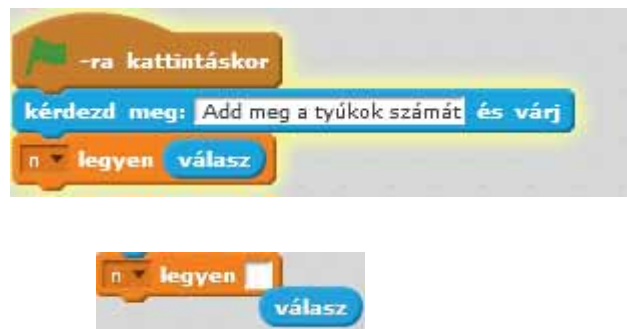 -ra kattintáskor
kérdezd meg: Add meg a tyúkok számát és várj
n legyen válasz
n legyen
válasz